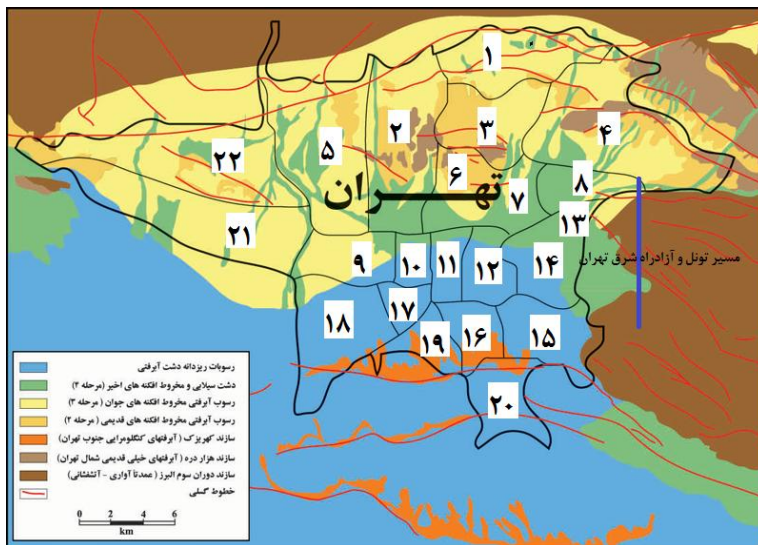 ۱
۲
۳
۴
۵
۲۲
۶
۷
۸
تهـــــران
۱۳
۲۱
۹
۱۰
۱۱
۱۲
۱۴
مسیر تونل و آزادراه شرق تهران
۱۷
۱۸
۱۹
۱۶
۱۵
۲۰
رسوبات ریزدانه دشت آبرفتی
دشت سیلابی و مخروط افکنه های اخیر (مرحله ۴)
رسوب آبرفتی مخروط افکنه های جوان (مرحله ۳)
رسوب آبرفتی مخروط افکنه های قدیمی (مرحله ۲)
سازند کهریزک (آبرفتهای کنگلومرایی جنوب تهران)
سازند هزار دره (آبرفتهای خیلی قدیمی شمال تهران)
سازند دوران سوم البرز (عمدتاً آواری - آتشفشانی)
خطوط گسلی
0 2 4 6
km